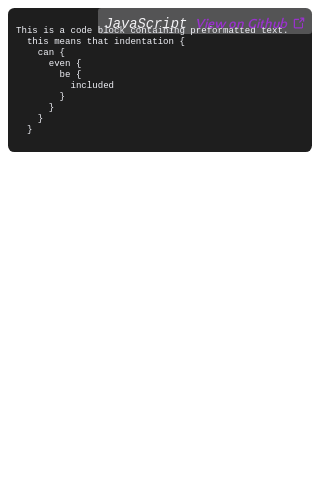 JavaScript View on Github
This is a code block containing preformatted text.
  this means that indentation {
    can {
      even {
        be {
          included
        }
      }
    }
  }